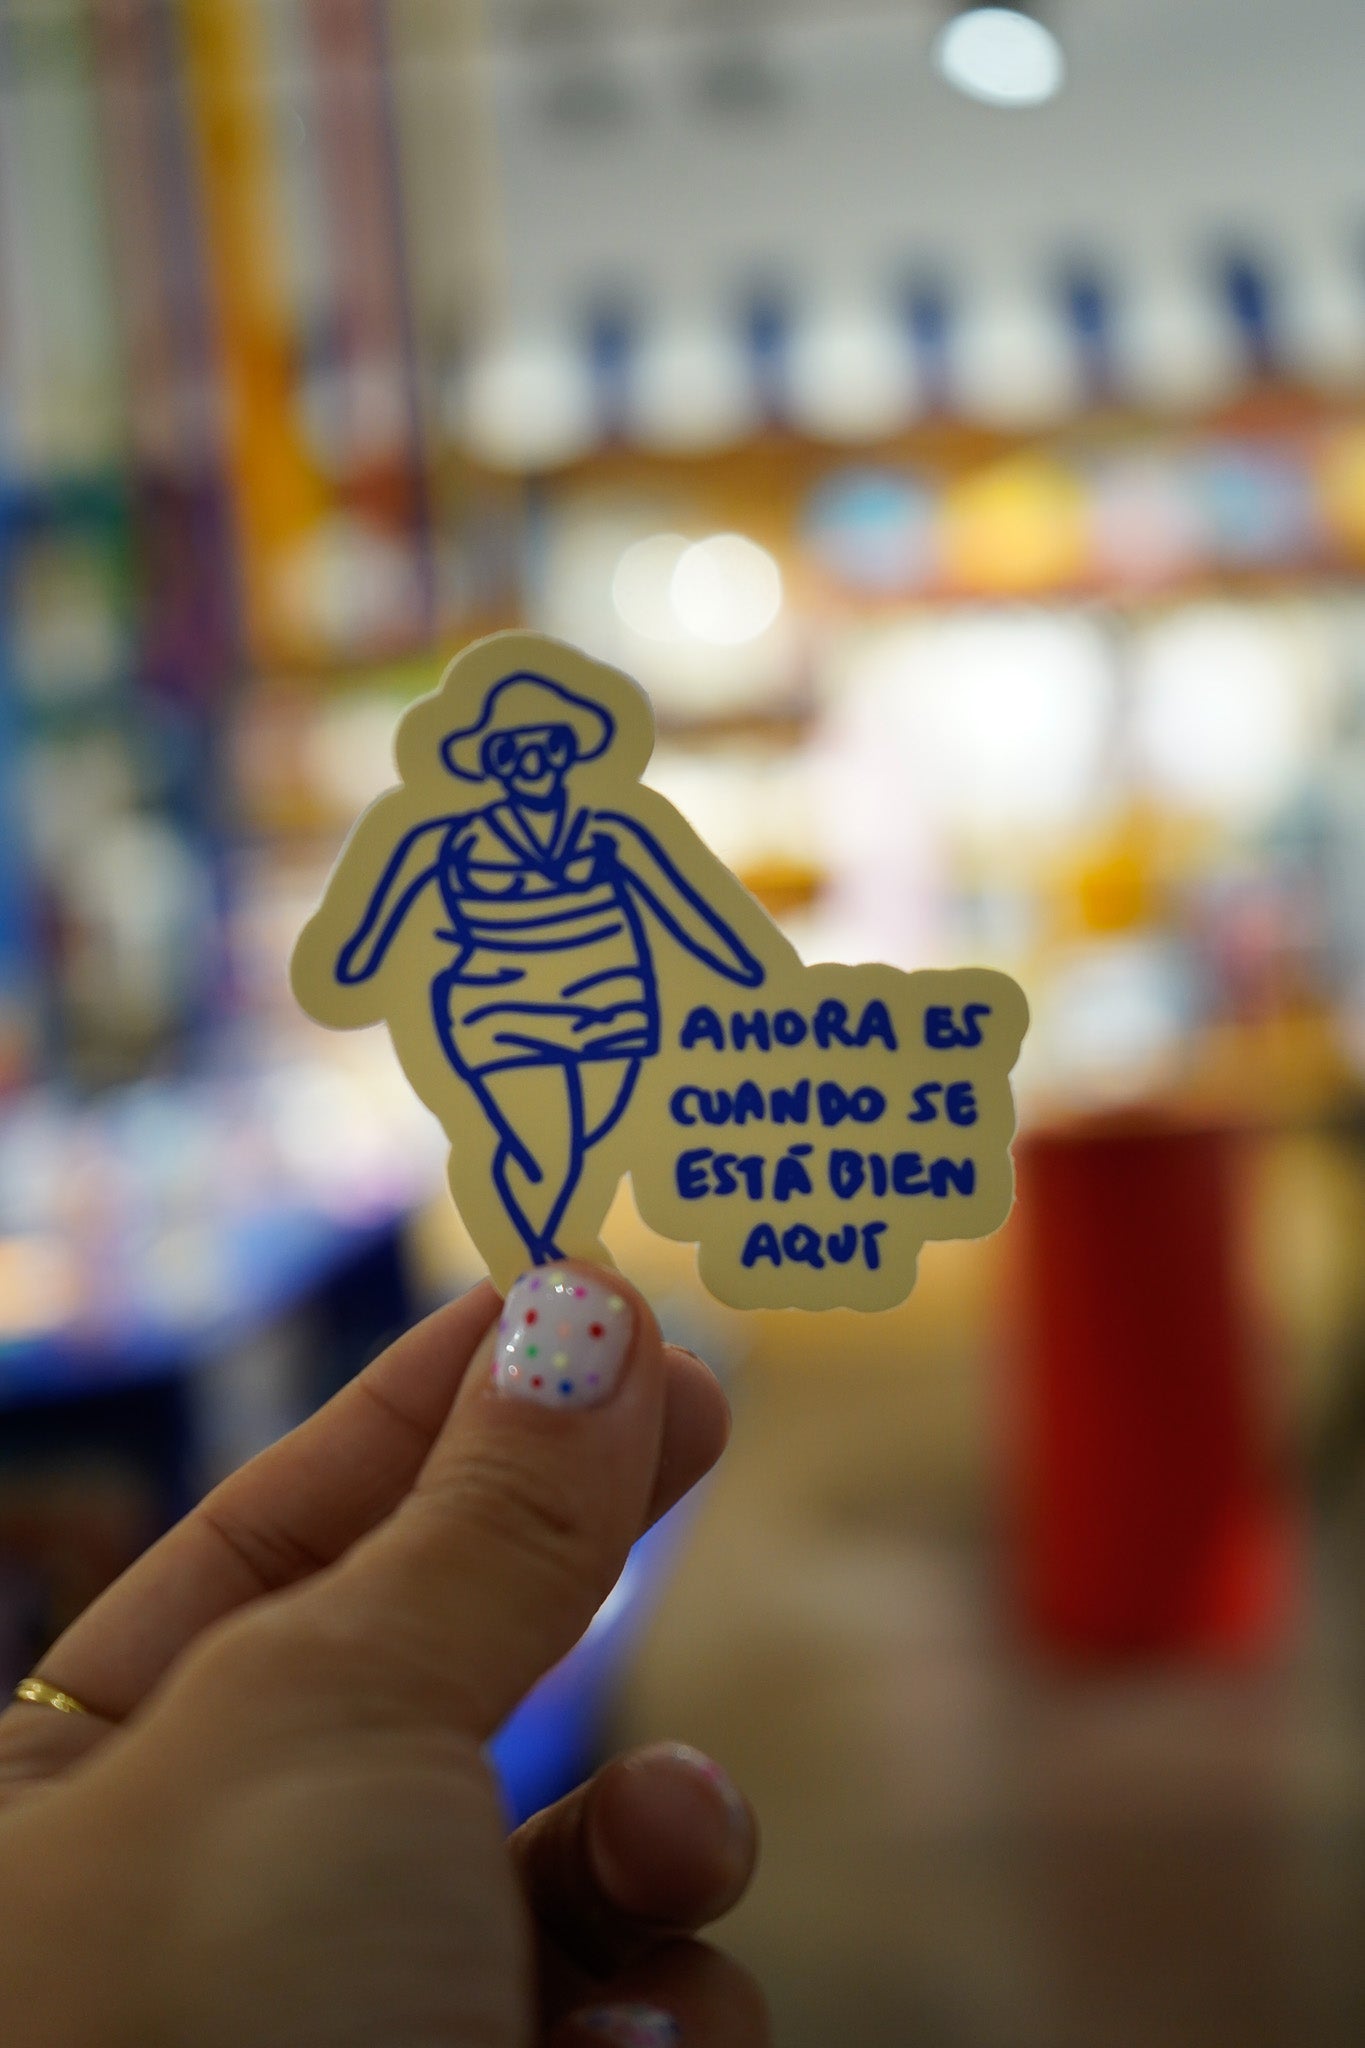 AHORA ES
CUANDO SE
ESTÁ BIEN
AQUÍ